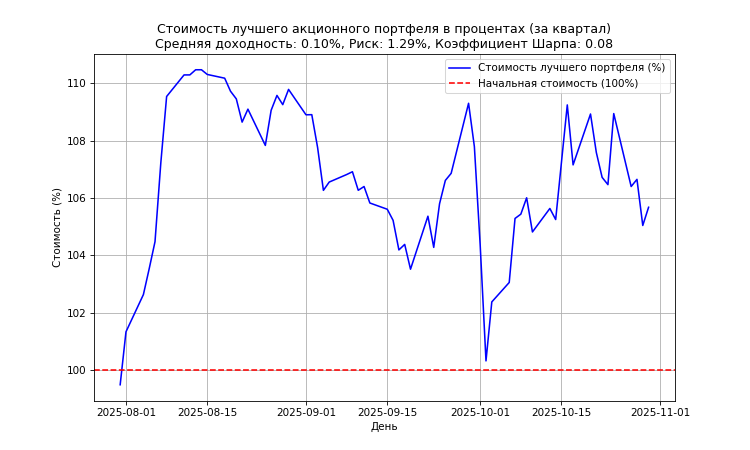 Стоимость лучшего акционного портфеля в процентах (за квартал)
Средняя доходность: 0.10%, Риск: 1.29%, Коэффициент Шарпа: 0.08
Стоимость лучшего портфеля (%)
Начальная стоимость (100%)
Стоимость (%)
110
108
106
104
102
100
2025-08-01
2025-08-15
2025-09-01
2025-09-15
2025-10-01
2025-10-15
2025-11-01
День